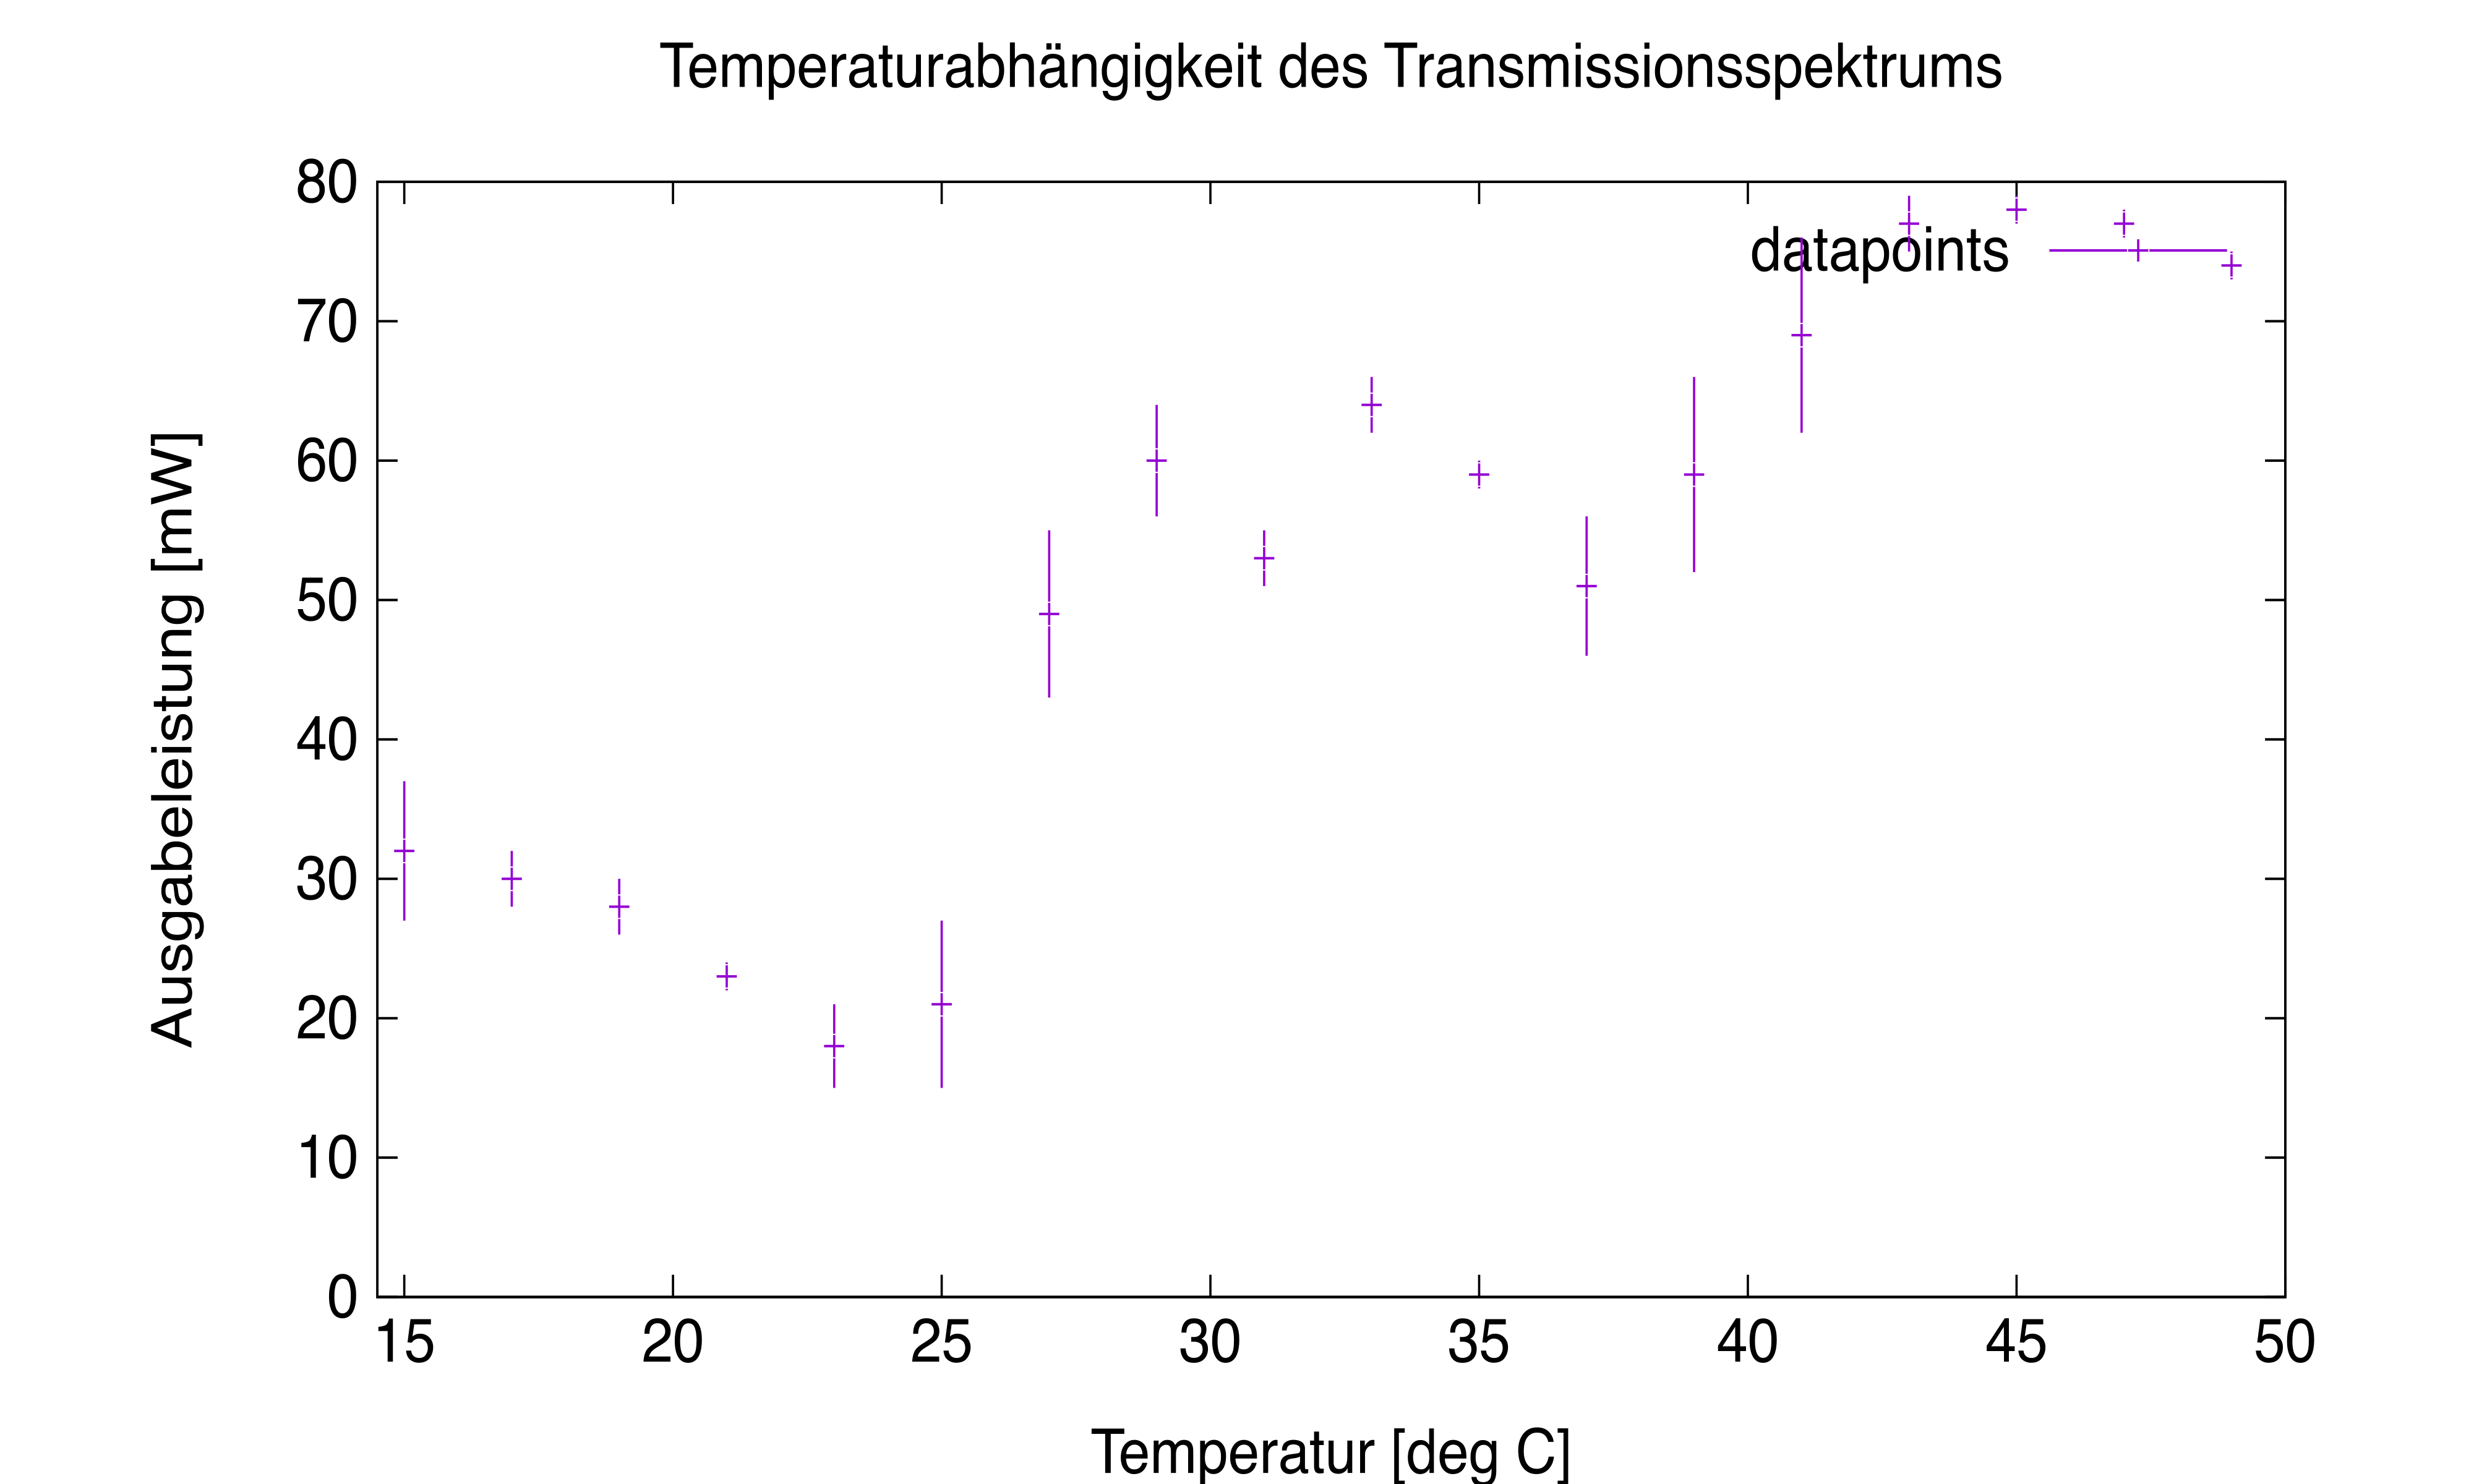 Temperaturabhängigkeit des Transmissionsspektrums
80
70
60
50
40
30
20
10
0
Ausgabeleistung [mW]
datapoints
15 20 25 30 35 40 45 50
Temperatur [deg C]